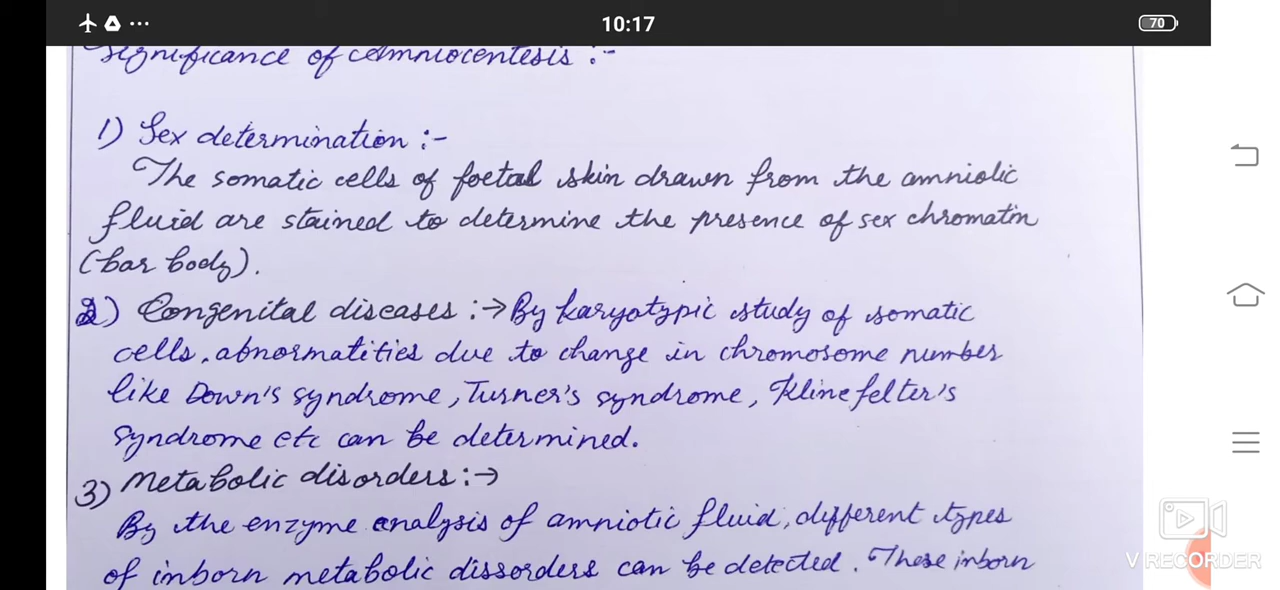 10:17
70
Significance of Amniocentesis :-
1) Sex determination :-
The somatic cells of foetal skin drawn from the amniotic
fluid are stained to determine the presence of sex chromatin
(bar body).
2) Congenital diseases :→ By karyotypic study of somatic
cells, abnormatities due to change in chromosome number
like Down's syndrome, Turner's syndrome, Klinefelter's
syndrome etc can be determined.
3) Metabolic disorders :→
By the enzyme analysis of amniotic fluid, different types
of inborn metabolic dissorders can be detected. These inborn
V RECORDER